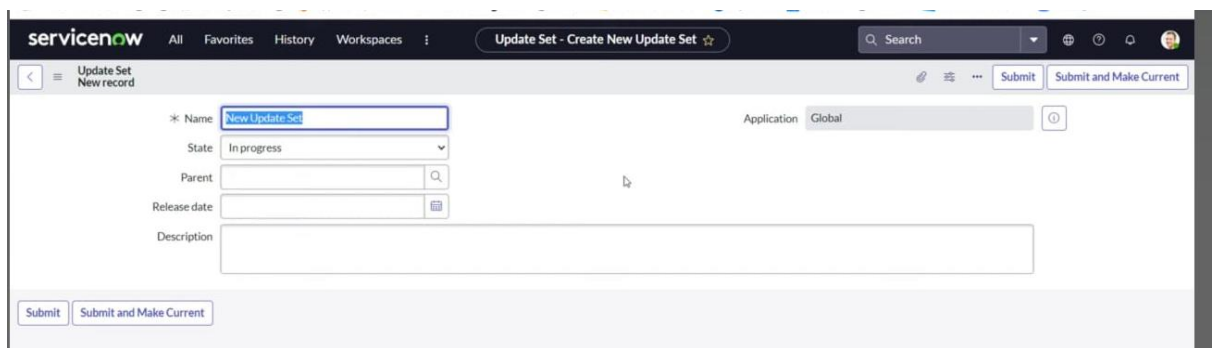 servicenow All Favorites History Workspaces Update Set - Create New Update Set Search
Update Set
New record
Submit Submit and Make Current
* Name New Update Set Application Global
State In progress
Parent
Release date
Description
Submit Submit and Make Current